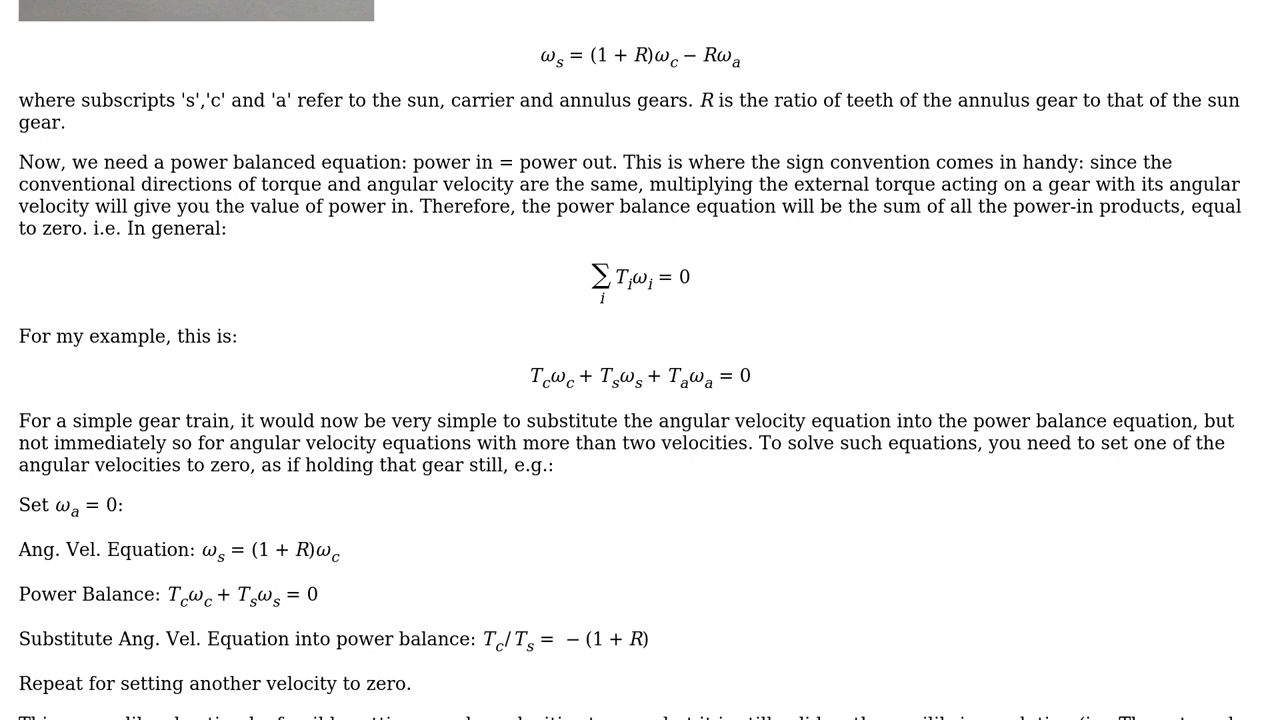 ωs = (1 + R)ωc − Rωa
where subscripts 's','c' and 'a' refer to the sun, carrier and annulus gears. R is the ratio of teeth of the annulus gear to that of the sun
gear.
Now, we need a power balanced equation: power in = power out. This is where the sign convention comes in handy: since the
conventional directions of torque and angular velocity are the same, multiplying the external torque acting on a gear with its angular
velocity will give you the value of power in. Therefore, the power balance equation will be the sum of all the power-in products, equal
to zero. i.e. In general:
∑i Tiωi = 0
For my example, this is:
Tcωc + Tsωs + Taωa = 0
For a simple gear train, it would now be very simple to substitute the angular velocity equation into the power balance equation, but
not immediately so for angular velocity equations with more than two velocities. To solve such equations, you need to set one of the
angular velocities to zero, as if holding that gear still, e.g.:
Set ωa = 0:
Ang. Vel. Equation: ωs = (1 + R)ωc
Power Balance: Tcωc + Tsωs = 0
Substitute Ang. Vel. Equation into power balance: Tc/Ts = − (1 + R)
Repeat for setting another velocity to zero.